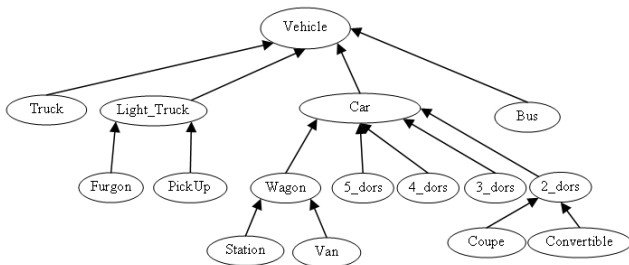 Vehicle
Truck
Light_Truck
Car
Bus
Furgon
PickUp
Wagon
5_dors
4_dors
3_dors
2_dors
Station
Van
Coupe
Convertible